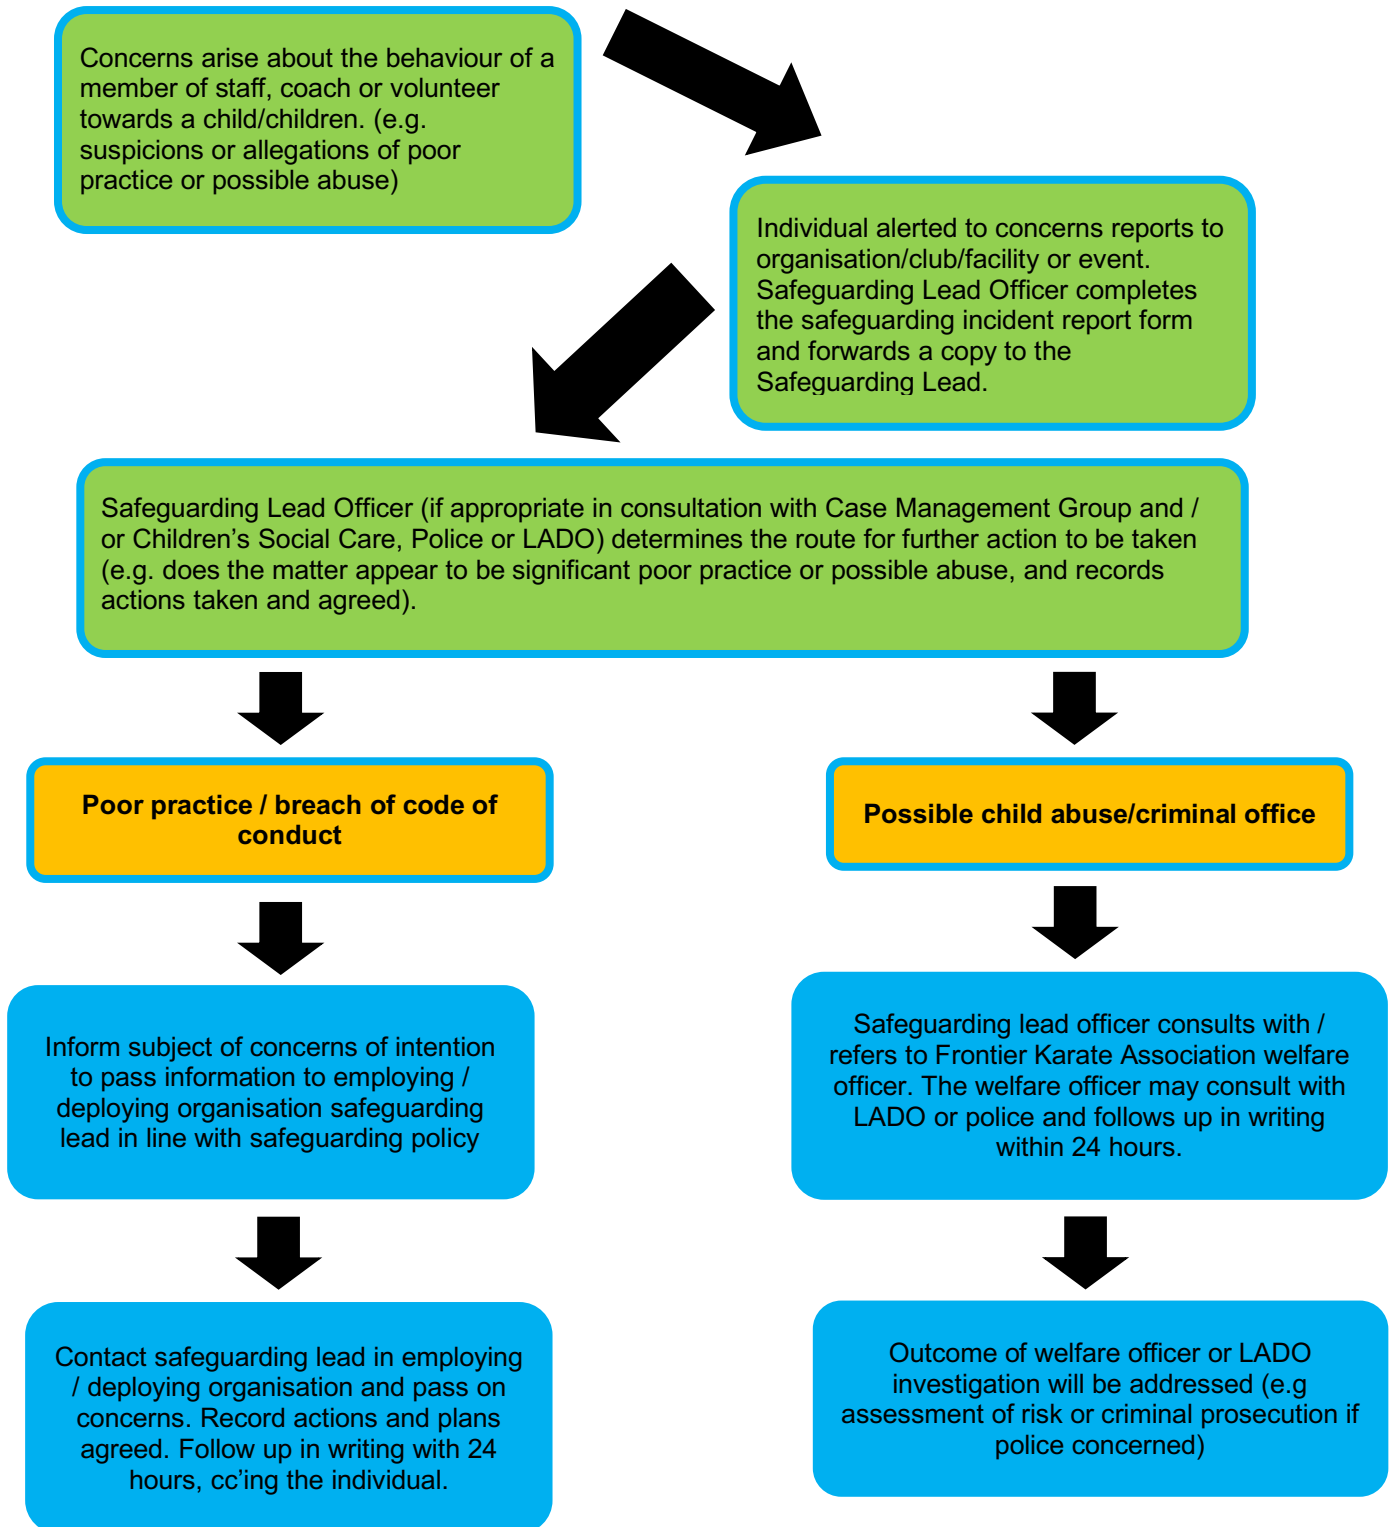 Concerns arise about the behaviour of a
member of staff, coach or volunteer
towards a child/children. (e.g.
suspicions or allegations of poor
practice or possible abuse)
Individual alerted to concerns reports to
organisation/club/facility or event.
Safeguarding Lead Officer completes
the safeguarding incident report form
and forwards a copy to the
Safeguarding Lead.
Safeguarding Lead Officer (if appropriate in consultation with Case Management Group and /
or Children’s Social Care, Police or LADO) determines the route for further action to be taken
(e.g. does the matter appear to be significant poor practice or possible abuse, and records
actions taken and agreed).
Poor practice / breach of code of
conduct
Possible child abuse/criminal office
Inform subject of concerns of intention
to pass information to employing /
deploying organisation safeguarding
lead in line with safeguarding policy
Safeguarding lead officer consults with /
refers to Frontier Karate Association welfare
officer. The welfare officer may consult with
LADO or police and follows up in writing
within 24 hours.
Contact safeguarding lead in employing
/ deploying organisation and pass on
concerns. Record actions and plans
agreed. Follow up in writing with 24
hours, cc’ing the individual.
Outcome of welfare officer or LADO
investigation will be addressed (e.g
assessment of risk or criminal prosecution if
police concerned)